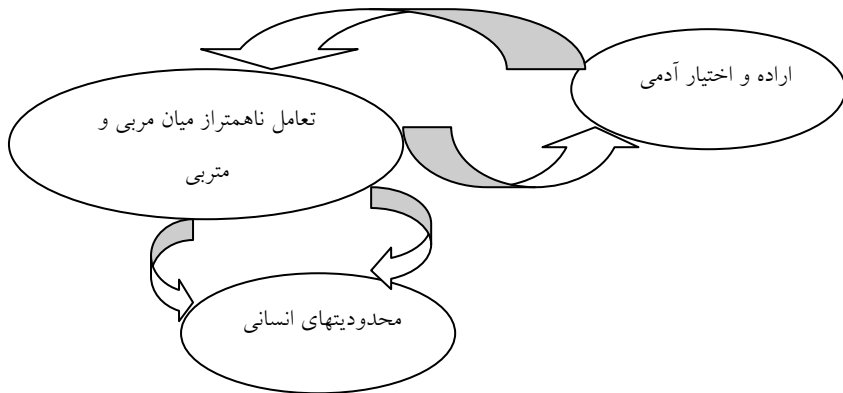 اراده و اختیار آدمی
تعامل ناهمتراز میان مربی و
متربی
محدودیتهای انسانی